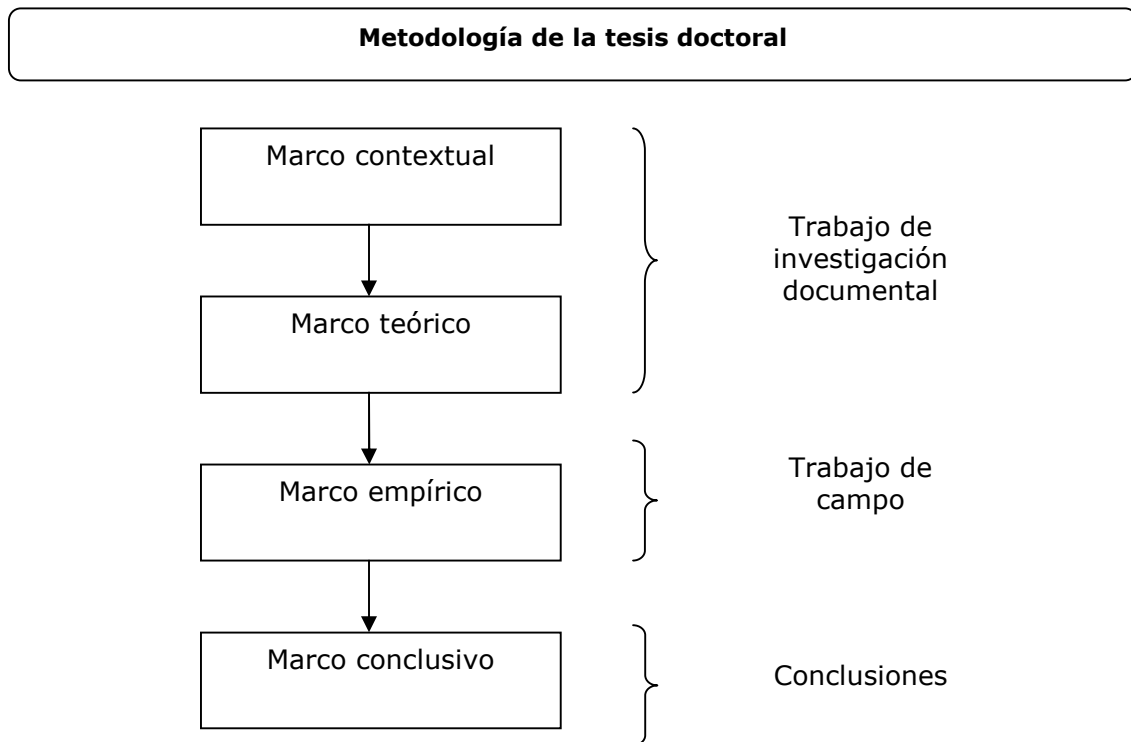 Metodología de la tesis doctoral
Marco contextual
Trabajo de
investigación
documental
Marco teórico
Marco empírico
Trabajo de
campo
Marco conclusivo
Conclusiones